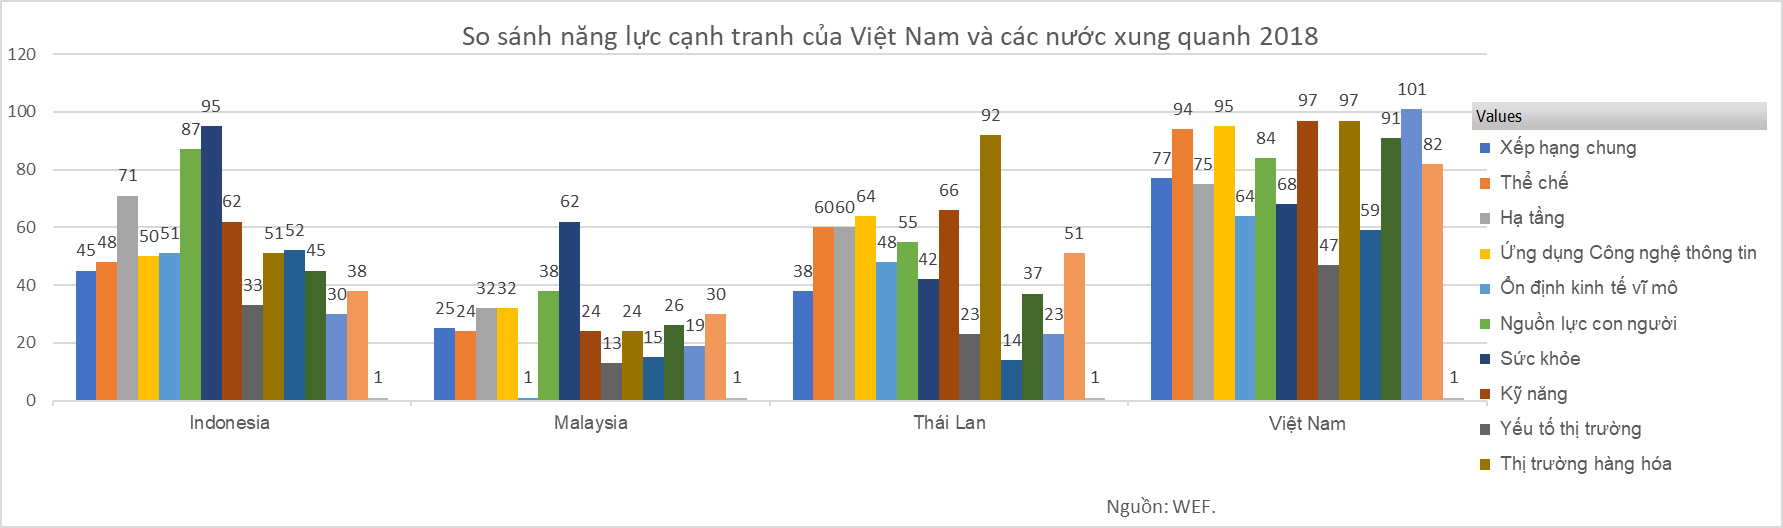 So sánh năng lực cạnh tranh của Việt Nam và các nước xung quanh 2018
120
100
80
60
40
20
0
45 48 71 50 51 87 95 62 33 51 52 45 30 38 1
25 24 32 32 1 38 62 24 13 24 15 26 19 30 1
38 60 60 64 48 55 42 66 23 92 14 37 23 51 1
77 94 75 95 64 84 68 97 47 97 59 91 101 82 1
Indonesia
Malaysia
Thái Lan
Việt Nam
Values
Xếp hạng chung
Thể chế
Hạ tầng
Ứng dụng Công nghệ thông tin
Ổn định kinh tế vĩ mô
Nguồn lực con người
Sức khỏe
Kỹ năng
Yếu tố thị trường
Thị trường hàng hóa
Nguồn: WEF.